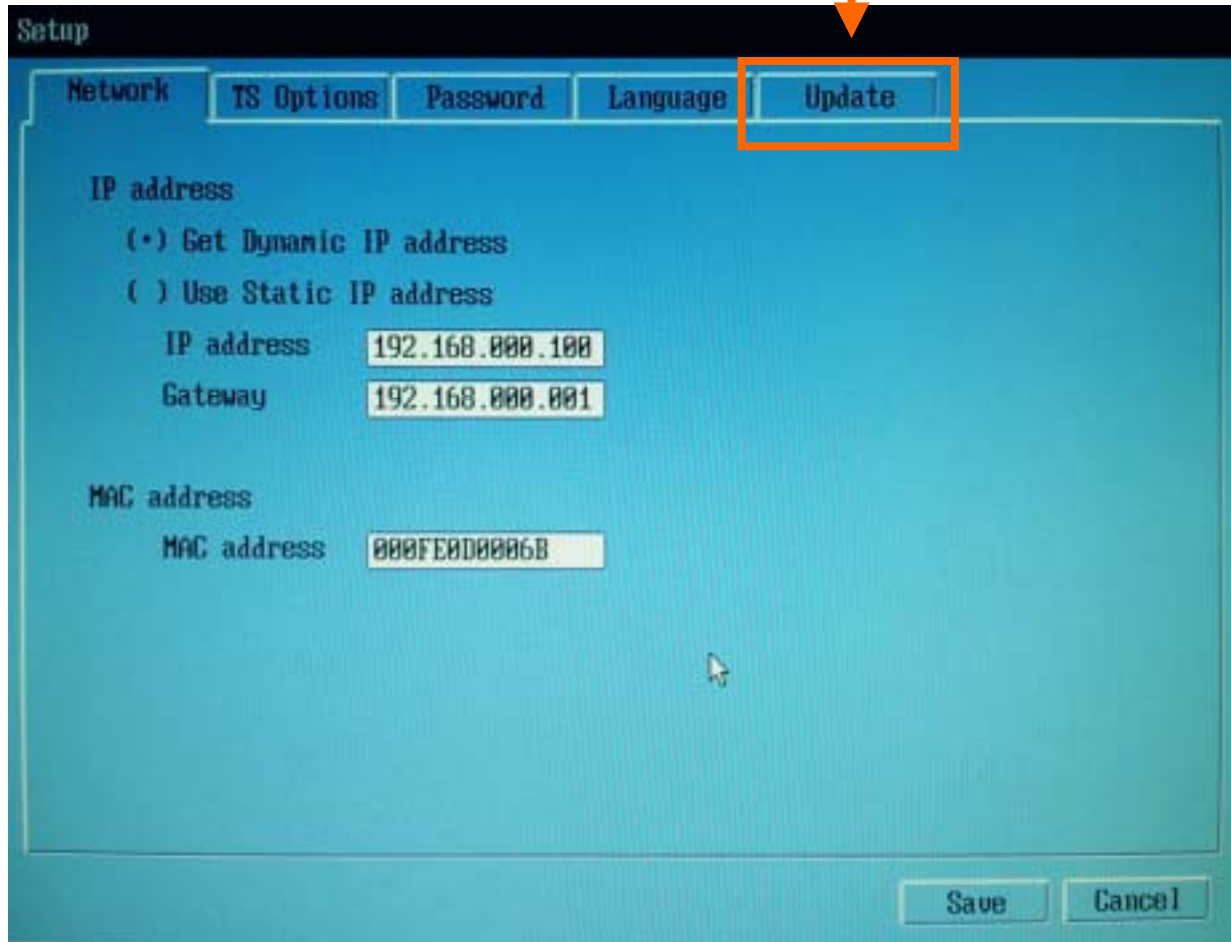 Setup
Network TS Options Password Language Update
IP address
(•) Get Dynamic IP address
( ) Use Static IP address
IP address 192.168.000.100
Gateway 192.168.000.001
MAC address
MAC address 000FE0D0006B
Save Cancel